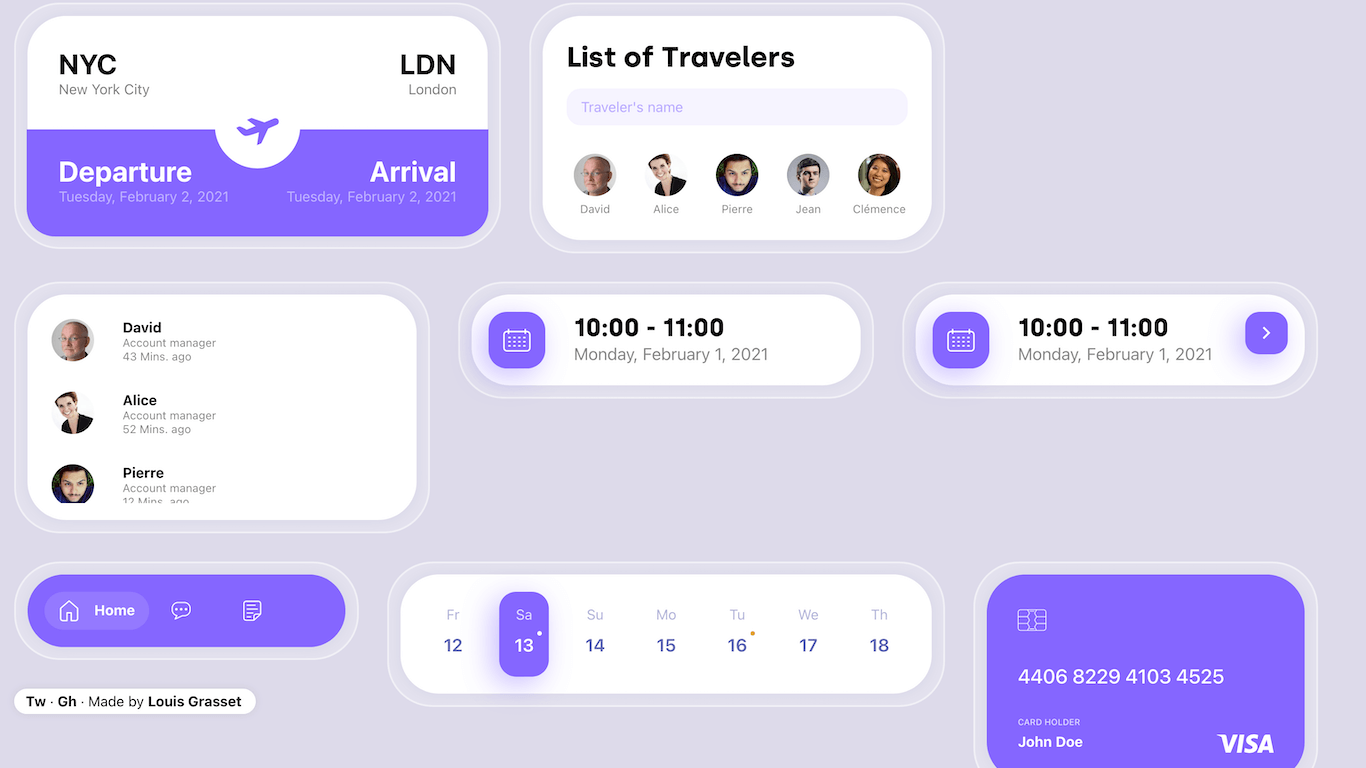 NYC
New York City
LDN
London
Departure
Tuesday, February 2, 2021
Arrival
Tuesday, February 2, 2021
List of Travelers
Traveler's name
David
Alice
Pierre
Jean
Clémence
David
Account manager
43 Mins. ago
Alice
Account manager
52 Mins. ago
Pierre
Account manager
12 Mins. ago
10:00 - 11:00
Monday, February 1, 2021
10:00 - 11:00
Monday, February 1, 2021
Home
Fr Sa Su Mo Tu We Th
12 13 14 15 16 17 18
4406 8229 4103 4525
CARD HOLDER
John Doe
VISA
Tw · Gh · Made by Louis Grasset